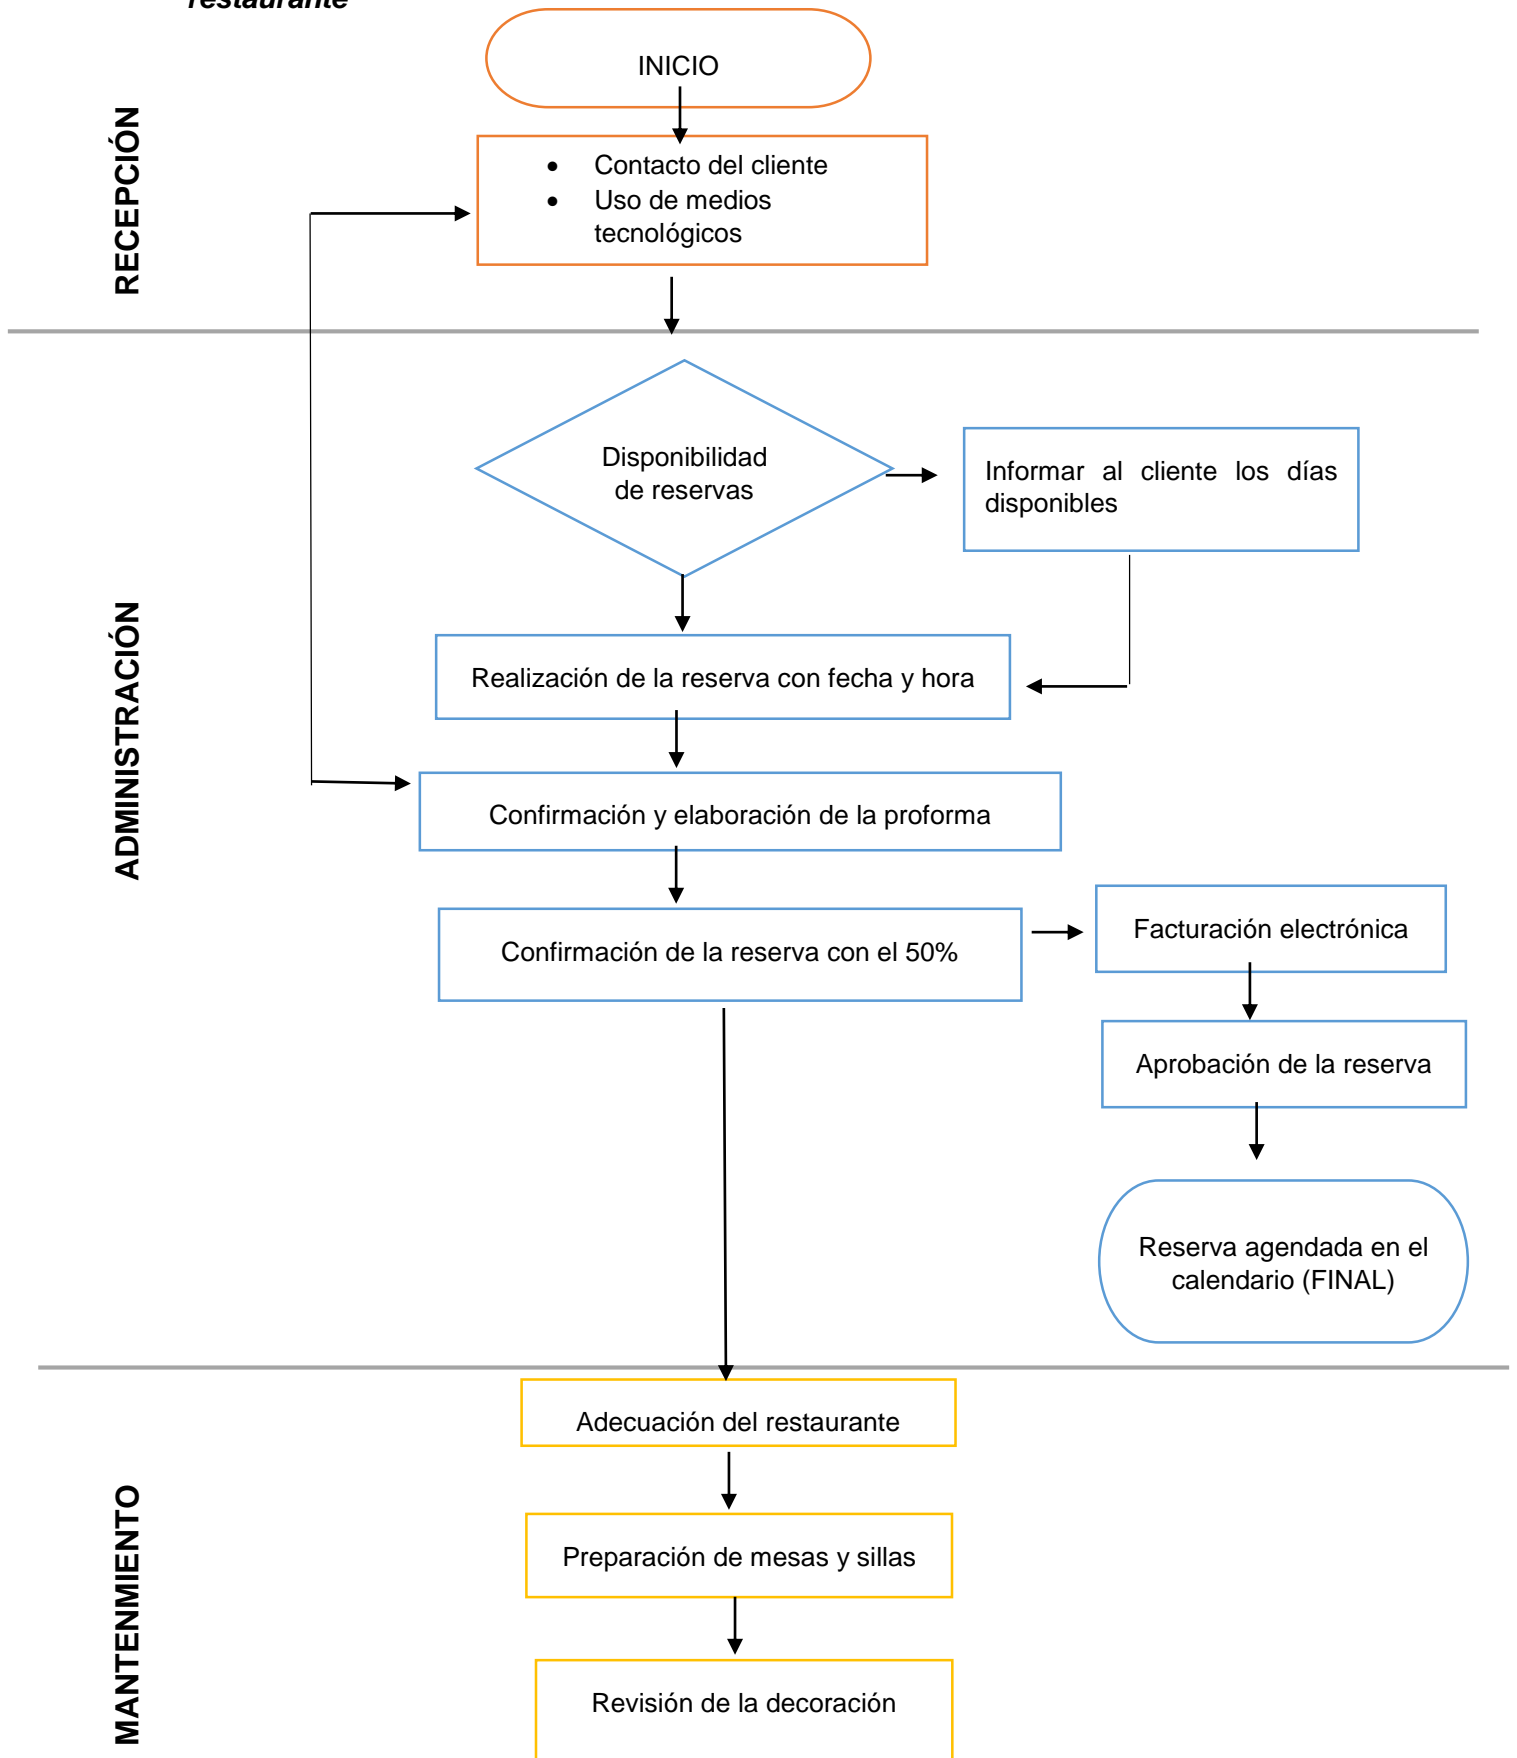 restaurante
INICIO
RECEPCIÓN
• Contacto del cliente
• Uso de medios
tecnológicos
Disponibilidad
de reservas
Informar al cliente los días
disponibles
ADMINISTRACIÓN
Realización de la reserva con fecha y hora
Confirmación y elaboración de la proforma
Confirmación de la reserva con el 50%
Facturación electrónica
Aprobación de la reserva
Reserva agendada en el
calendario (FINAL)
MANTENMIENTO
Adecuación del restaurante
Preparación de mesas y sillas
Revisión de la decoración